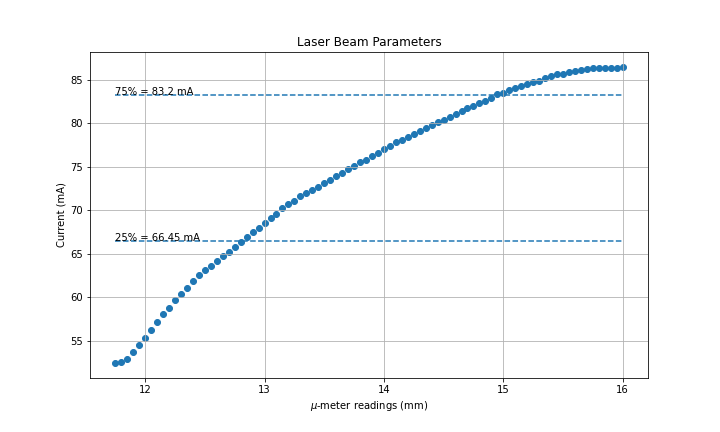 Laser Beam Parameters
85
75% = 83.2 mA
80
75
70
25% = 66.45 mA
65
60
55
Current (mA)
12 13 14 15 16
μ-meter readings (mm)